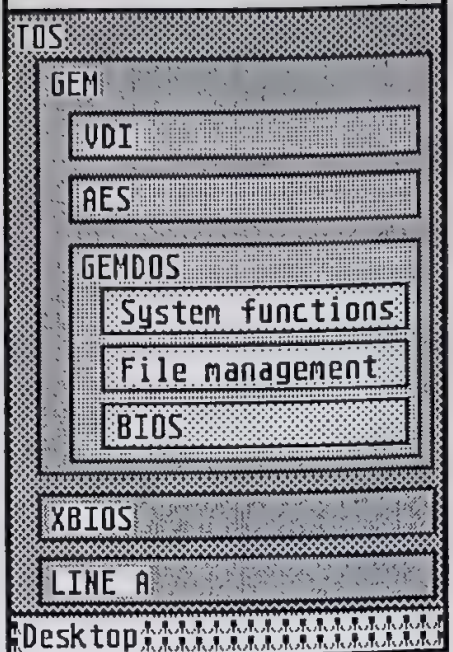 TOS
GEM
VDI
AES
GEMDOS
System functions
File management
BIOS
XBIOS
LINE A
Desktop